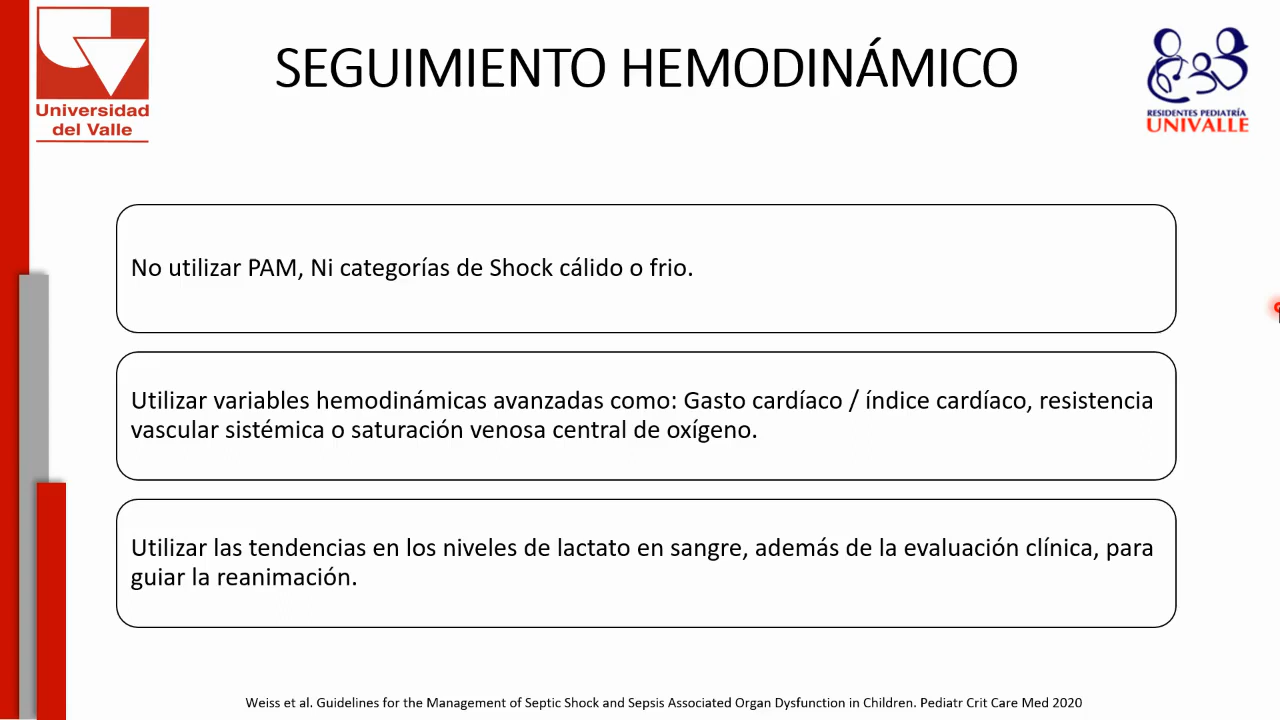 Universidad
del Valle
SEGUIMIENTO HEMODINÁMICO
RESIDENTES PEDIATRÍA
UNIVALLE
No utilizar PAM, Ni categorías de Shock cálido o frio.
Utilizar variables hemodinámicas avanzadas como: Gasto cardíaco / índice cardíaco, resistencia
vascular sistémica o saturación venosa central de oxígeno.
Utilizar las tendencias en los niveles de lactato en sangre, además de la evaluación clínica, para
guiar la reanimación.
Weiss et al. Guidelines for the Management of Septic Shock and Sepsis Associated Organ Dysfunction in Children. Pediatr Crit Care Med 2020